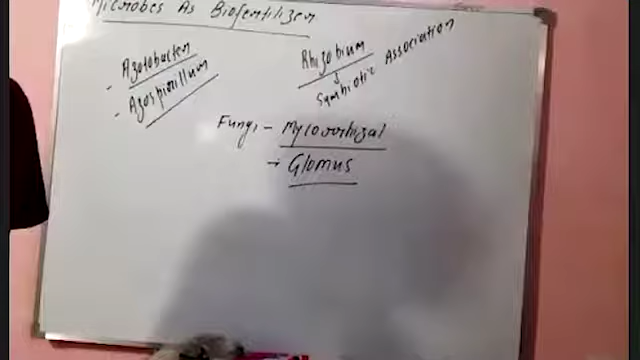 Microbes As Biofertilizer
- Azotobacter
- Azospirillum
Rhizobium
↓
Symbiotic Association
Fungi - Mycorrhizal
→ Glomus